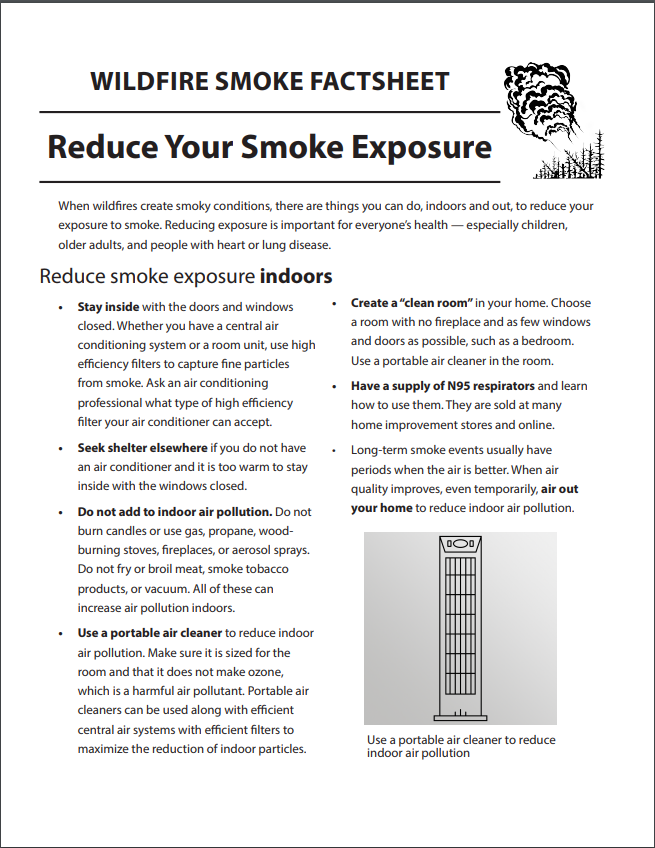 WILDFIRE SMOKE FACTSHEET
Reduce Your Smoke Exposure
When wildfires create smoky conditions, there are things you can do, indoors and out, to reduce your
exposure to smoke. Reducing exposure is important for everyone's health — especially children,
older adults, and people with heart or lung disease.
Reduce smoke exposure indoors
• Stay inside with the doors and windows
closed. Whether you have a central air
conditioning system or a room unit, use high
efficiency filters to capture fine particles
from smoke. Ask an air conditioning
professional what type of high efficiency
filter your air conditioner can accept.
• Seek shelter elsewhere if you do not have
an air conditioner and it is too warm to stay
inside with the windows closed.
• Do not add to indoor air pollution. Do not
burn candles or use gas, propane, wood-
burning stoves, fireplaces, or aerosol sprays.
Do not fry or broil meat, smoke tobacco
products, or vacuum. All of these can
increase air pollution indoors.
• Use a portable air cleaner to reduce indoor
air pollution. Make sure it is sized for the
room and that it does not make ozone,
which is a harmful air pollutant. Portable air
cleaners can be used along with efficient
central air systems with efficient filters to
maximize the reduction of indoor particles.
• Create a “clean room” in your home. Choose
a room with no fireplace and as few windows
and doors as possible, such as a bedroom.
Use a portable air cleaner in the room.
• Have a supply of N95 respirators and learn
how to use them. They are sold at many
home improvement stores and online.
• Long-term smoke events usually have
periods when the air is better. When air
quality improves, even temporarily, air out
your home to reduce indoor air pollution.
Use a portable air cleaner to reduce
indoor air pollution